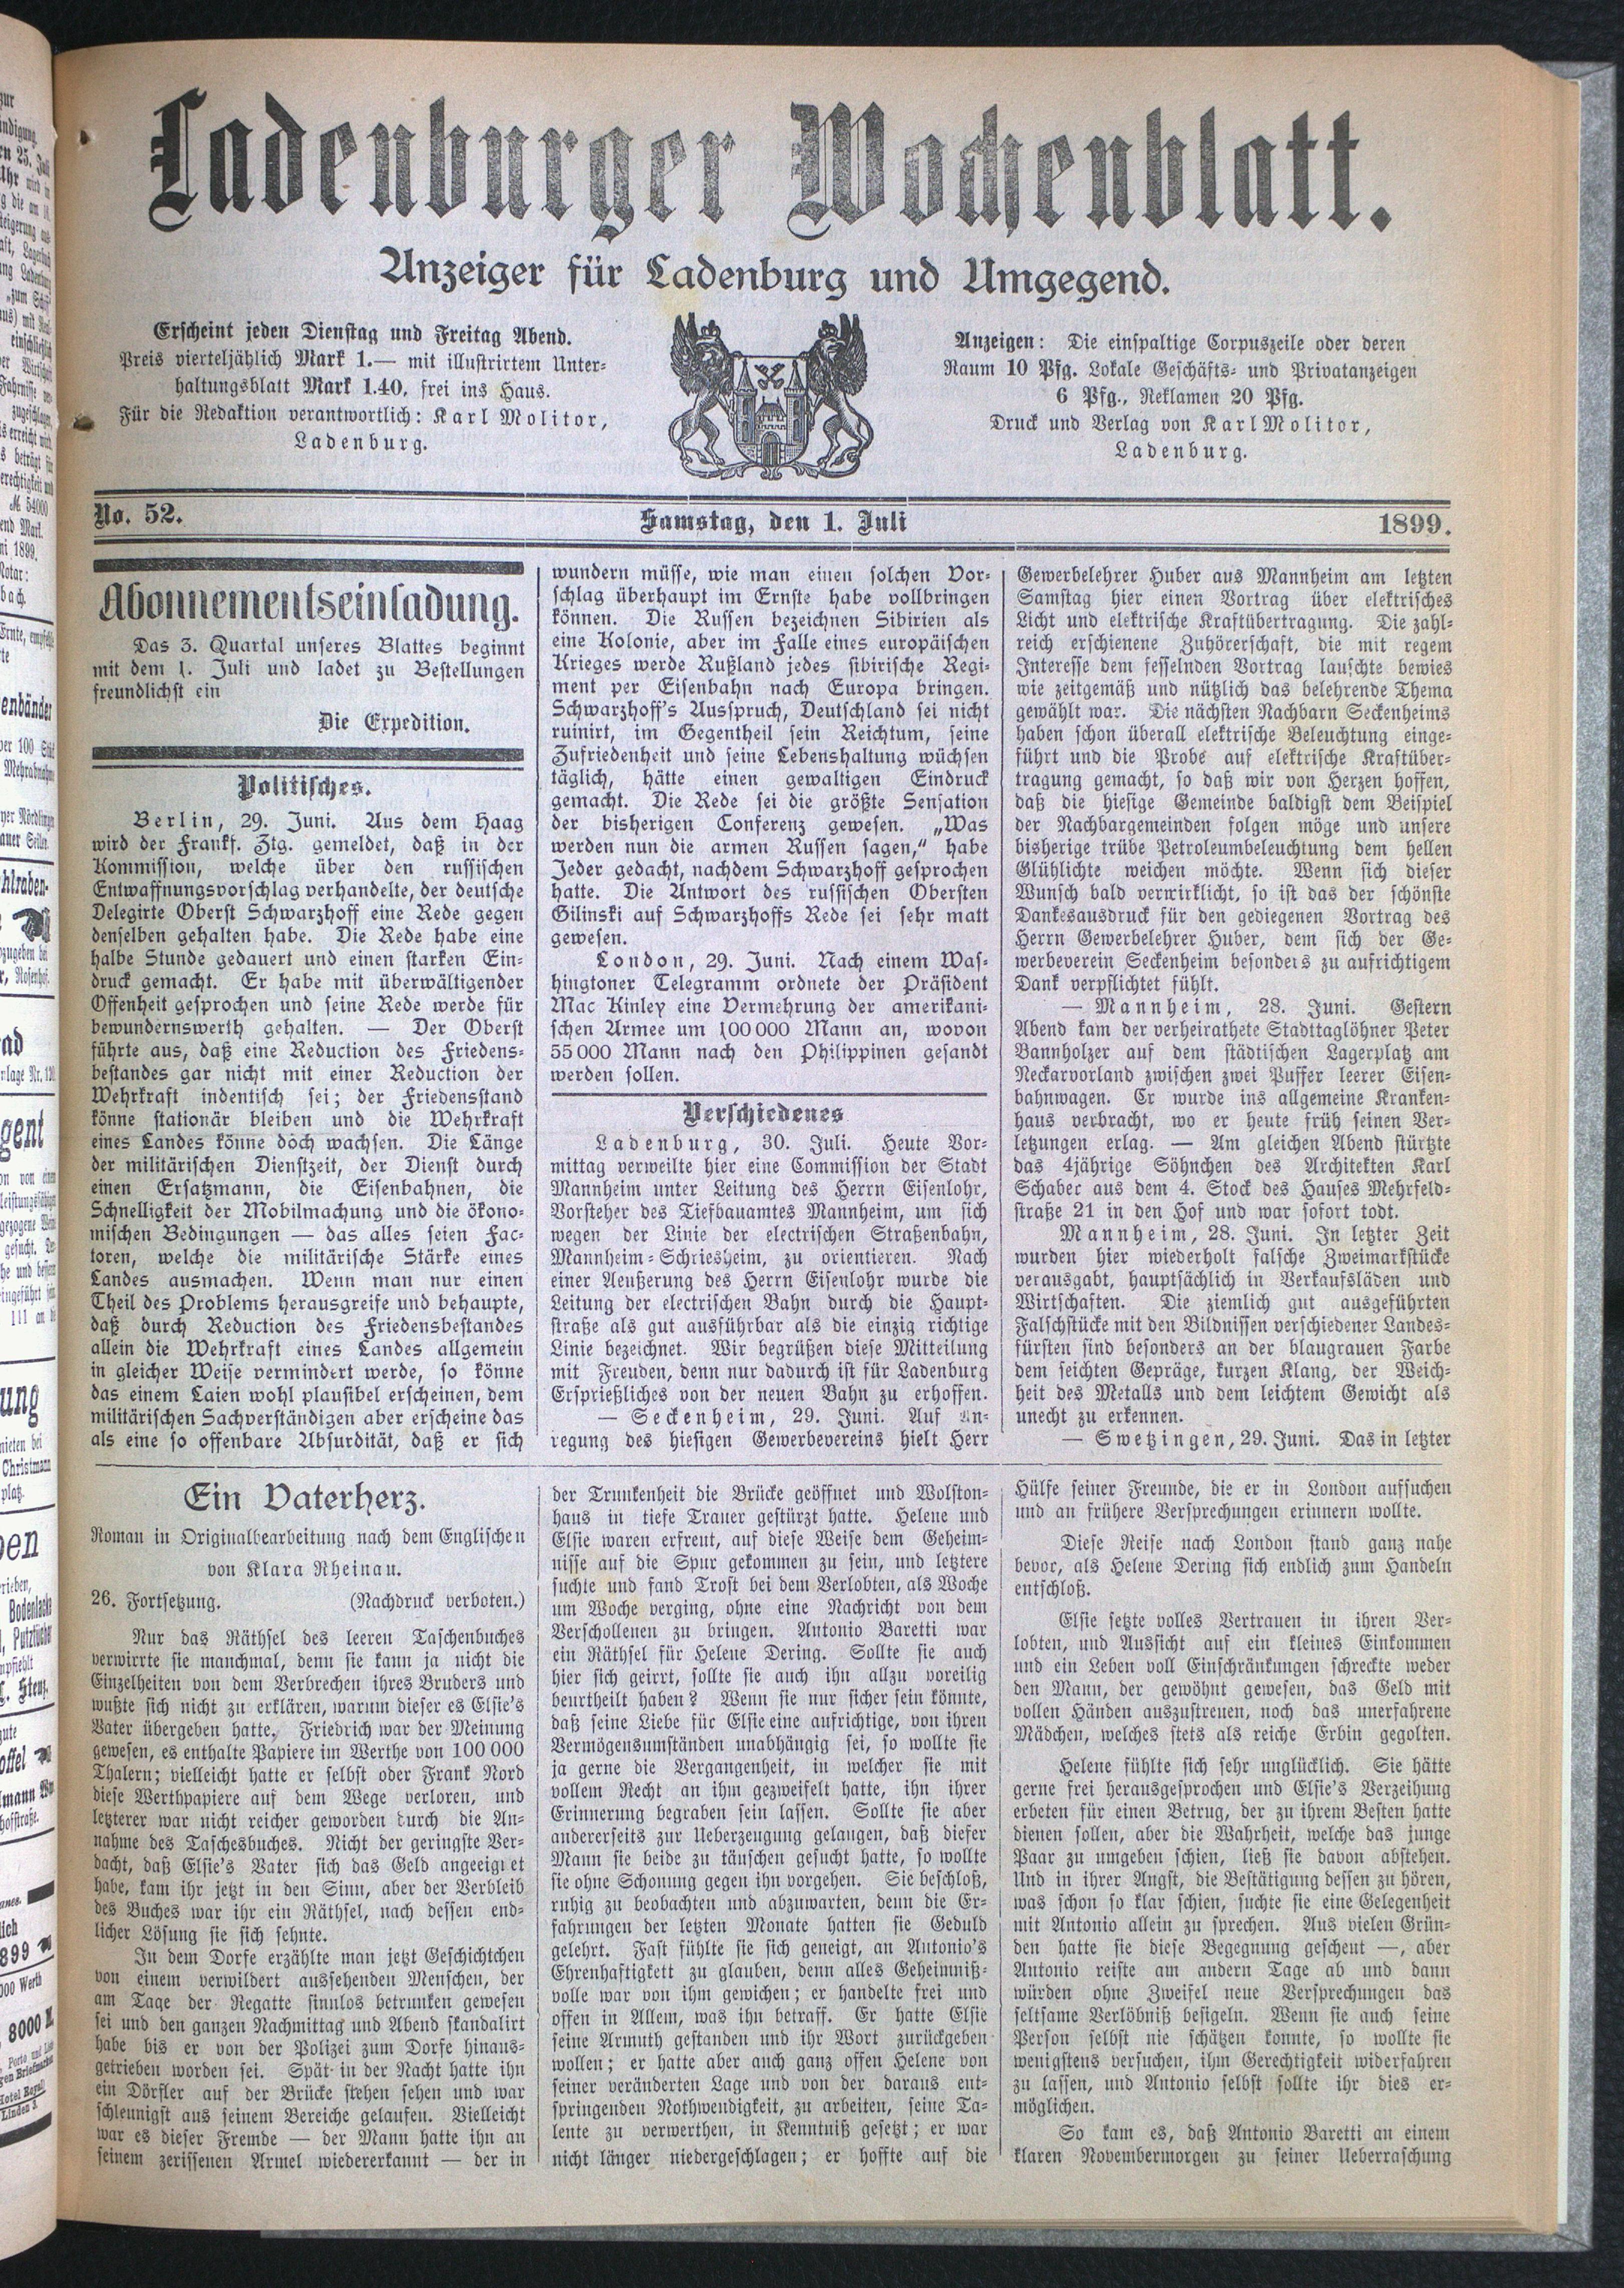 Ladenburger Wochenblatt.
Anzeiger für Ladenburg und Umgegend.
Erscheint jeden Dienstag und Freitag Abend.
Preis vierteljährlich Mark 1.— mit illustrirtem Unter-
haltungsblatt Mark 1.40, frei ins Haus.
Für die Redaktion verantwortlich: Karl Molitor,
Ladenburg.
Anzeigen: Die einspaltige Corpuszeile oder deren
Raum 10 Pfg. Lokale Geschäfts- und Privatanzeigen
6 Pfg., Reklamen 20 Pfg.
Druck und Verlag von Karl Molitor,
Ladenburg.
No. 52.
Samstag, den 1. Juli
1899.
Abonnementseinladung.
Das 3. Quartal unseres Blattes beginnt
mit dem 1. Juli und ladet zu Bestellungen
freundlichst ein
Die Expedition.
Politisches.
Berlin, 29. Juni. Aus dem Haag
wird der Frankf. Ztg. gemeldet, daß in der
Kommission, welche über den russischen
Entwaffnungsvorschlag verhandelte, der deutsche
Delegirte Oberst Schwarzhoff eine Rede gegen
denselben gehalten habe. Die Rede habe eine
halbe Stunde gedauert und einen starken Ein-
druck gemacht. Er habe mit überwältigender
Offenheit gesprochen und seine Rede werde für
bewundernswerth gehalten. — Der Oberst
führte aus, daß eine Reduction des Friedens-
bestandes gar nicht mit einer Reduction der
Wehrkraft indentisch sei; der Friedensstand
könne stationär bleiben und die Wehrkraft
eines Landes könne doch wachsen. Die Länge
der militärischen Dienstzeit, der Dienst durch
einen Ersatzmann, die Eisenbahnen, die
Schnelligkeit der Mobilmachung und die ökono-
mischen Bedingungen — das alles seien Fac-
toren, welche die militärische Stärke eines
Landes ausmachen. Wenn man nur einen
Theil des Problems herausgreife und behaupte,
daß durch Reduction des Friedensbestandes
allein die Wehrkraft eines Landes allgemein
in gleicher Weise vermindert werde, so könne
das einem Laien wohl plausibel erscheinen, dem
militärischen Sachverständigen aber erscheine das
als eine so offenbare Absurdität, daß er sich
wundern müsse, wie man einen solchen Vor-
schlag überhaupt im Ernste habe vollbringen
können. Die Russen bezeichnen Sibirien als
eine Kolonie, aber im Falle eines europäischen
Krieges werde Rußland jedes sibirische Regi-
ment per Eisenbahn nach Europa bringen.
Schwarzhoff's Ausspruch, Deutschland sei nicht
ruinirt, im Gegentheil sein Reichtum, seine
Zufriedenheit und seine Lebenshaltung wüchsen
täglich, hätte einen gewaltigen Eindruck
gemacht. Die Rede sei die größte Sensation
der bisherigen Conferenz gewesen. „Was
werden nun die armen Russen sagen,“ habe
Jeder gedacht, nachdem Schwarzhoff gesprochen
hatte. Die Antwort des russischen Obersten
Gilinski auf Schwarzhoffs Rede sei sehr matt
gewesen.
London, 29. Juni. Nach einem Was-
hingtoner Telegramm ordnete der Präsident
Mac Kinley eine Vermehrung der amerikani-
schen Armee um 100 000 Mann an, wovon
55 000 Mann nach den Philippinen gesandt
werden sollen.
Verschiedenes
Ladenburg, 30. Juli. Heute Vor-
mittag verweilte hier eine Commission der Stadt
Mannheim unter Leitung des Herrn Eisenlohr,
Vorsteher des Tiefbauamtes Mannheim, um sich
wegen der Linie der electrischen Straßenbahn,
Mannheim-Schriesheim, zu orientieren. Nach
einer Aeußerung des Herrn Eisenlohr wurde die
Leitung der electrischen Bahn durch die Haupt-
straße als gut ausführbar als die einzig richtige
Linie bezeichnet. Wir begrüßen diese Mitteilung
mit Freuden, denn nur dadurch ist für Ladenburg
Ersprießliches von der neuen Bahn zu erhoffen.
— Seckenheim, 29. Juni. Auf An-
regung des hiesigen Gewerbevereins hielt Herr
Gewerbelehrer Huber aus Mannheim am letzten
Samstag hier einen Vortrag über elektrisches
Licht und elektrische Kraftübertragung. Die zahl-
reich erschienene Zuhörerschaft, die mit regem
Interesse dem fesselnden Vortrag lauschte bewies
wie zeitgemäß und nützlich das belehrende Thema
gewählt war. Die nächsten Nachbarn Seckenheims
haben schon überall elektrische Beleuchtung einge-
führt und die Probe auf elektrische Kraftüber-
tragung gemacht, so daß wir von Herzen hoffen,
daß die hiesige Gemeinde baldigst dem Beispiel
der Nachbargemeinden folgen möge und unsere
bisherige trübe Petroleumbeleuchtung dem hellen
Glühlichte weichen möchte. Wenn sich dieser
Wunsch bald verwirklicht, so ist das der schönste
Dankesausdruck für den gediegenen Vortrag des
Herrn Gewerbelehrer Huber, dem sich der Ge-
werbeverein Seckenheim besonders zu aufrichtigem
Dank verpflichtet fühlt.
— Mannheim, 28. Juni. Gestern
Abend kam der verheirathete Stadttaglöhner Peter
Bannholzer auf dem städtischen Lagerplatz am
Neckarvorland zwischen zwei Puffer leerer Eisen-
bahnwagen. Er wurde ins allgemeine Kranken-
haus verbracht, wo er heute früh seinen Ver-
letzungen erlag. — Am gleichen Abend stürtzte
das 4jährige Söhnchen des Architekten Karl
Schaber aus dem 4. Stock des Hauses Mehrfeld-
straße 21 in den Hof und war sofort todt.
Mannheim, 28. Juni. In letzter Zeit
wurden hier wiederholt falsche Zweimarkstücke
verausgabt, hauptsächlich in Verkaufsläden und
Wirtschaften. Die ziemlich gut ausgeführten
Falschstücke mit den Bildnissen verschiedener Landes-
fürsten sind besonders an der blaugrauen Farbe
dem seichten Gepräge, kurzen Klang, der Weich-
heit des Metalls und dem leichtem Gewicht als
unecht zu erkennen.
— Swetzingen, 29. Juni. Das in letzter
Ein Vaterherz.
Roman in Originalbearbeitung nach dem Englischen
von Klara Rheinau.
26. Fortsetzung. (Nachdruck verboten.)
Nur das Räthsel des leeren Taschenbuches
verwirrte sie manchmal, denn sie kann ja nicht die
Einzelheiten von dem Verbrechen ihres Bruders und
wußte sich nicht zu erklären, warum dieser es Elsie's
Vater übergeben hatte. Friedrich war der Meinung
gewesen, es enthalte Papiere im Werthe von 100 000
Thalern; vielleicht hatte er selbst oder Frank Nord
diese Werthpapiere auf dem Wege verloren, und
letzterer war nicht reicher geworden durch die An-
nahme des Taschesbuches. Nicht der geringste Ver-
dacht, daß Elsie's Vater sich das Geld angeeignet
habe, kam ihr jetzt in den Sinn, aber der Verbleib
des Buches war ihr ein Räthsel, nach dessen end-
licher Lösung sie sich sehnte.
In dem Dorfe erzählte man jetzt Geschichtchen
von einem verwildert aussehenden Menschen, der
am Tage der Regatte sinnlos betrunken gewesen
sei und den ganzen Nachmittag und Abend skandalirt
habe bis er von der Polizei zum Dorfe hinaus-
getrieben worden sei. Spät in der Nacht hatte ihn
ein Dörfler auf der Brücke stehen sehen und war
schleunigst aus seinem Bereiche gelaufen. Vielleicht
war es dieser Fremde — der Mann hatte ihn an
seinem zerissenen Armel wiedererkannt — der in
der Trunkenheit die Brücke geöffnet und Wolston-
haus in tiefe Trauer gestürzt hatte. Helene und
Elsie waren erfreut, auf diese Weise dem Geheim-
nisse auf die Spur gekommen zu sein, und letztere
suchte und fand Trost bei dem Verlobten, als Woche
um Woche verging, ohne eine Nachricht von dem
Verschollenen zu bringen. Antonio Baretti war
ein Räthsel für Helene Dering. Sollte sie auch
hier sich geirrt, sollte sie auch ihn allzu voreilig
beurtheilt haben? Wenn sie nur sicher sein könnte,
daß seine Liebe für Elsie eine aufrichtige, von ihren
Vermögensumständen unabhängig sei, so wollte sie
ja gerne die Vergangenheit, in welcher sie mit
vollem Recht an ihm gezweifelt hatte, ihn ihrer
Erinnerung begraben sein lassen. Sollte sie aber
andererseits zur Ueberzeugung gelangen, daß dieser
Mann sie beide zu täuschen gesucht hatte, so wollte
sie ohne Schonung gegen ihn vorgehen. Sie beschloß,
ruhig zu beobachten und abzuwarten, denn die Er-
fahrungen der letzten Monate hatten sie Geduld
gelehrt. Fast fühlte sie sich geneigt, an Antonio's
Ehrenhaftigkett zu glauben, denn alles Geheimniß-
volle war von ihm gewichen; er handelte frei und
offen in Allem, was ihn betraff. Er hatte Elsie
seine Armuth gestanden und ihr Wort zurückgeben
wollen; er hatte aber auch ganz offen Helene von
seiner veränderten Lage und von der daraus ent-
springenden Nothwendigkeit, zu arbeiten, seine Ta-
lente zu verwerthen, in Kenntniß gesetzt; er war
nicht länger niedergeschlagen; er hoffte auf die
Hülfe seiner Freunde, die er in London aufsuchen
und an frühere Versprechungen erinnern wollte.
Diese Reise nach London stand ganz nahe
bevor, als Helene Dering sich endlich zum Handeln
entschloß.
Elsie setzte volles Vertrauen in ihren Ver-
lobten, und Aussicht auf ein kleines Einkommen
und ein Leben voll Einschränkungen schreckte weder
den Mann, der gewöhnt gewesen, das Geld mit
vollen Händen auszustreuen, noch das unerfahrene
Mädchen, welches stets als reiche Erbin gegolten.
Helene fühlte sich sehr unglücklich. Sie hätte
gerne frei herausgesprochen und Elsie's Verzeihung
erbeten für einen Betrug, der zu ihrem Besten hatte
dienen sollen, aber die Wahrheit, welche das junge
Paar zu umgeben schien, ließ sie davon abstehen.
Und in ihrer Angst, die Bestätigung dessen zu hören,
was schon so klar schien, suchte sie eine Gelegenheit
mit Antonio allein zu sprechen. Aus vielen Grün-
den hatte sie diese Begegnung gescheut —, aber
Antonio reiste am andern Tage ab und dann
würden ohne Zweifel neue Versprechungen das
seltsame Verlöbniß besigeln. Wenn sie auch seine
Person selbst nie schätzen konnte, so wollte sie
wenigstens versuchen, ihm Gerechtigkeit widerfahren
zu lassen, und Antonio selbst sollte ihr dies er-
möglichen.
So kam es, daß Antonio Baretti an einem
klaren Novembermorgen zu seiner Ueberraschung